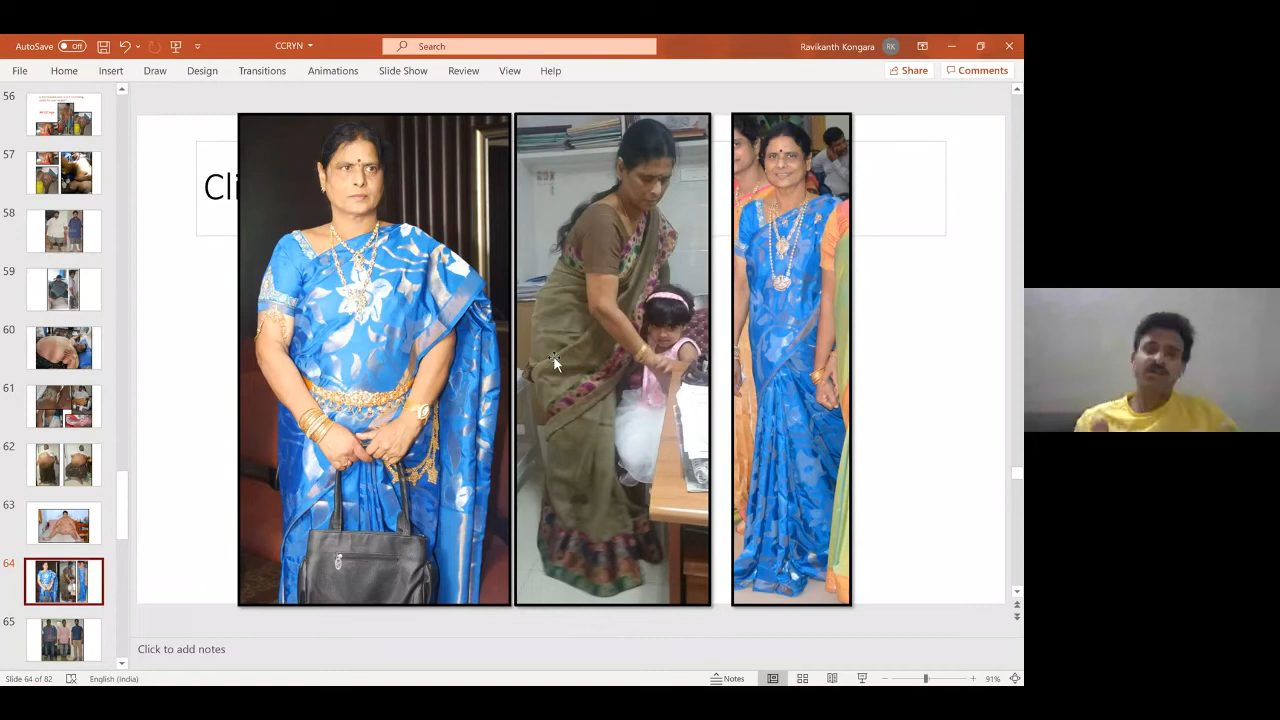 AutoSave Off
CCRYN
Search
Ravikanth Kongara RK
File Home Insert Draw Design Transitions Animations Slide Show Review View Help
Share Comments
56
57
58
59
60
61
62
63
64
65
Cli
Click to add notes
Slide 64 of 82 English (India) Notes 91%